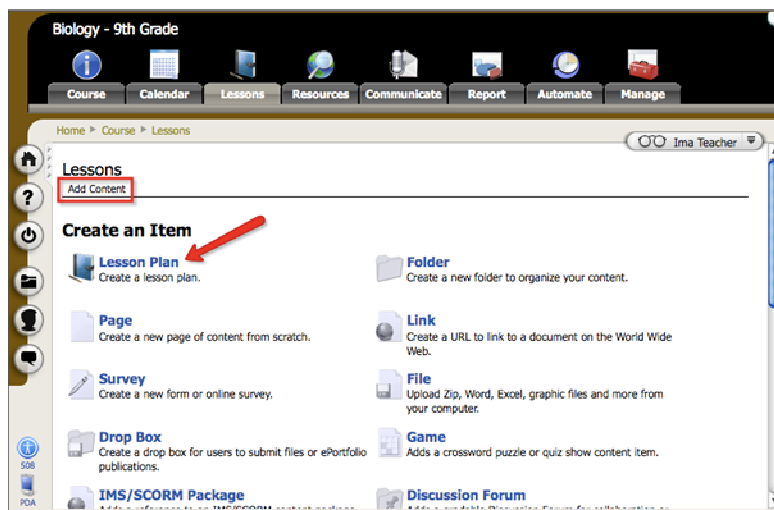 Biology - 9th Grade
Course Calendar Lessons Resources Communicate Report Automate Manage
Home Course Lessons
Ima Teacher
Lessons
Add Content
Create an Item
Lesson Plan
Create a lesson plan.
Folder
Create a new folder to organize your content.
Page
Create a new page of content from scratch.
Link
Create a URL to link to a document on the World Wide
Web.
Survey
Create a new form or online survey.
File
Upload Zip, Word, Excel, graphic files and more from
your computer.
Drop Box
Create a drop box for users to submit files or ePortfolio
publications.
Game
Adds a crossword puzzle or quiz show content item.
IMS/SCORM Package
Discussion Forum
PDA